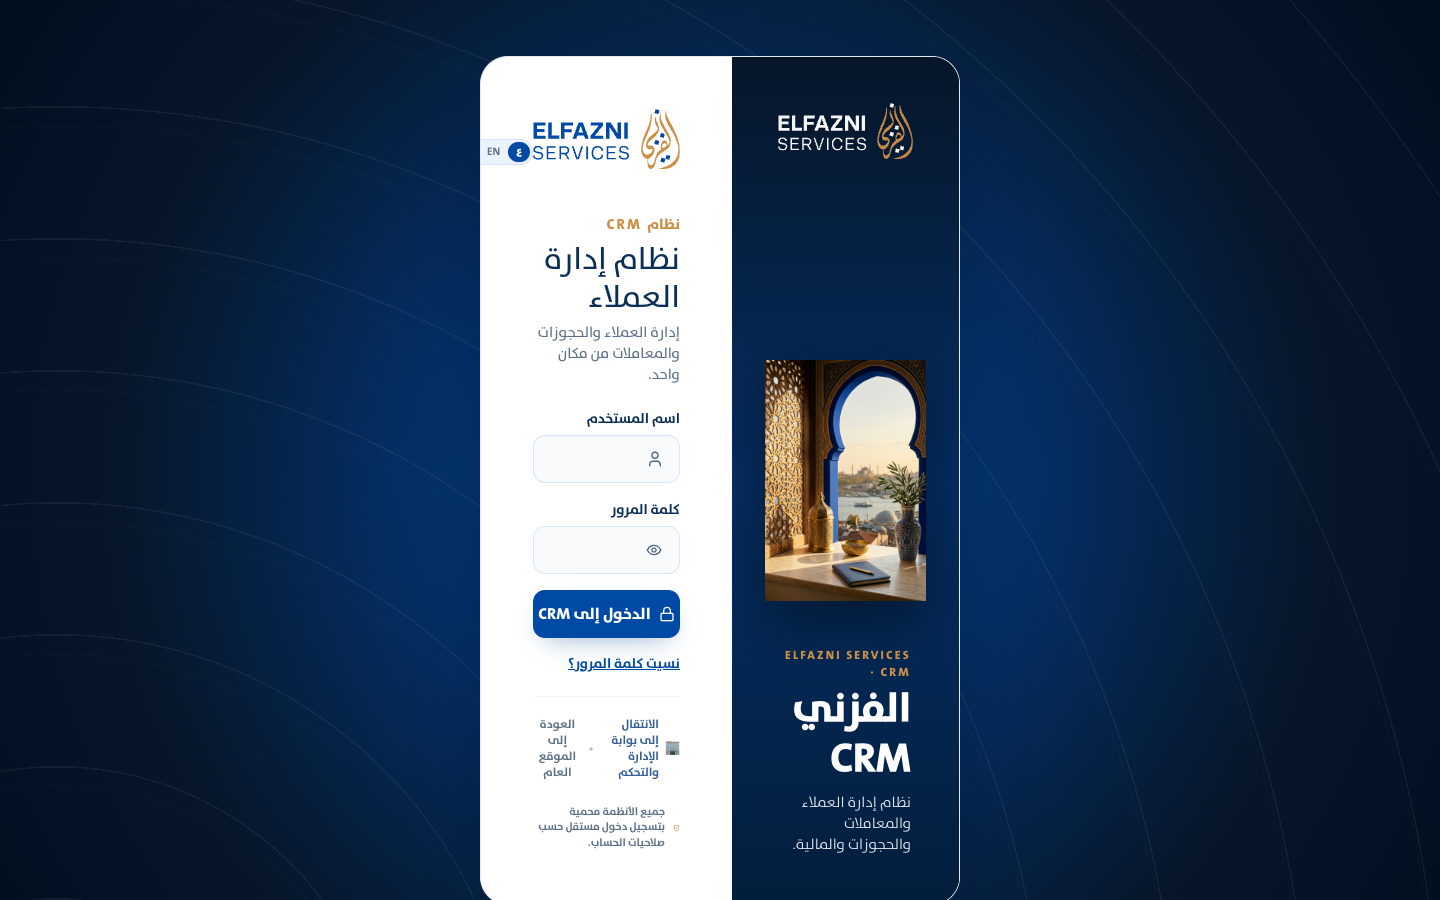 ELFAZNI
SERVICES
ELFAZNI SERVICES
· CRM
الفزني
CRM
نظام إدارة العملاء
والمعاملات
والحجوزات والمالية.
ELFAZNI
SERVICES
ع EN
نظام CRM
نظام إدارة
العملاء
إدارة العملاء والحجوزات
والمعاملات من مكان
واحد.
اسم المستخدم
كلمة المرور
الدخول إلى CRM
نسيت كلمة المرور؟
الانتقال
إلى بوابة
الإدارة
والتحكم
العودة
إلى
الموقع
العام
جميع الأنظمة محمية
بتسجيل دخول مستقل حسب
صلاحيات الحساب.